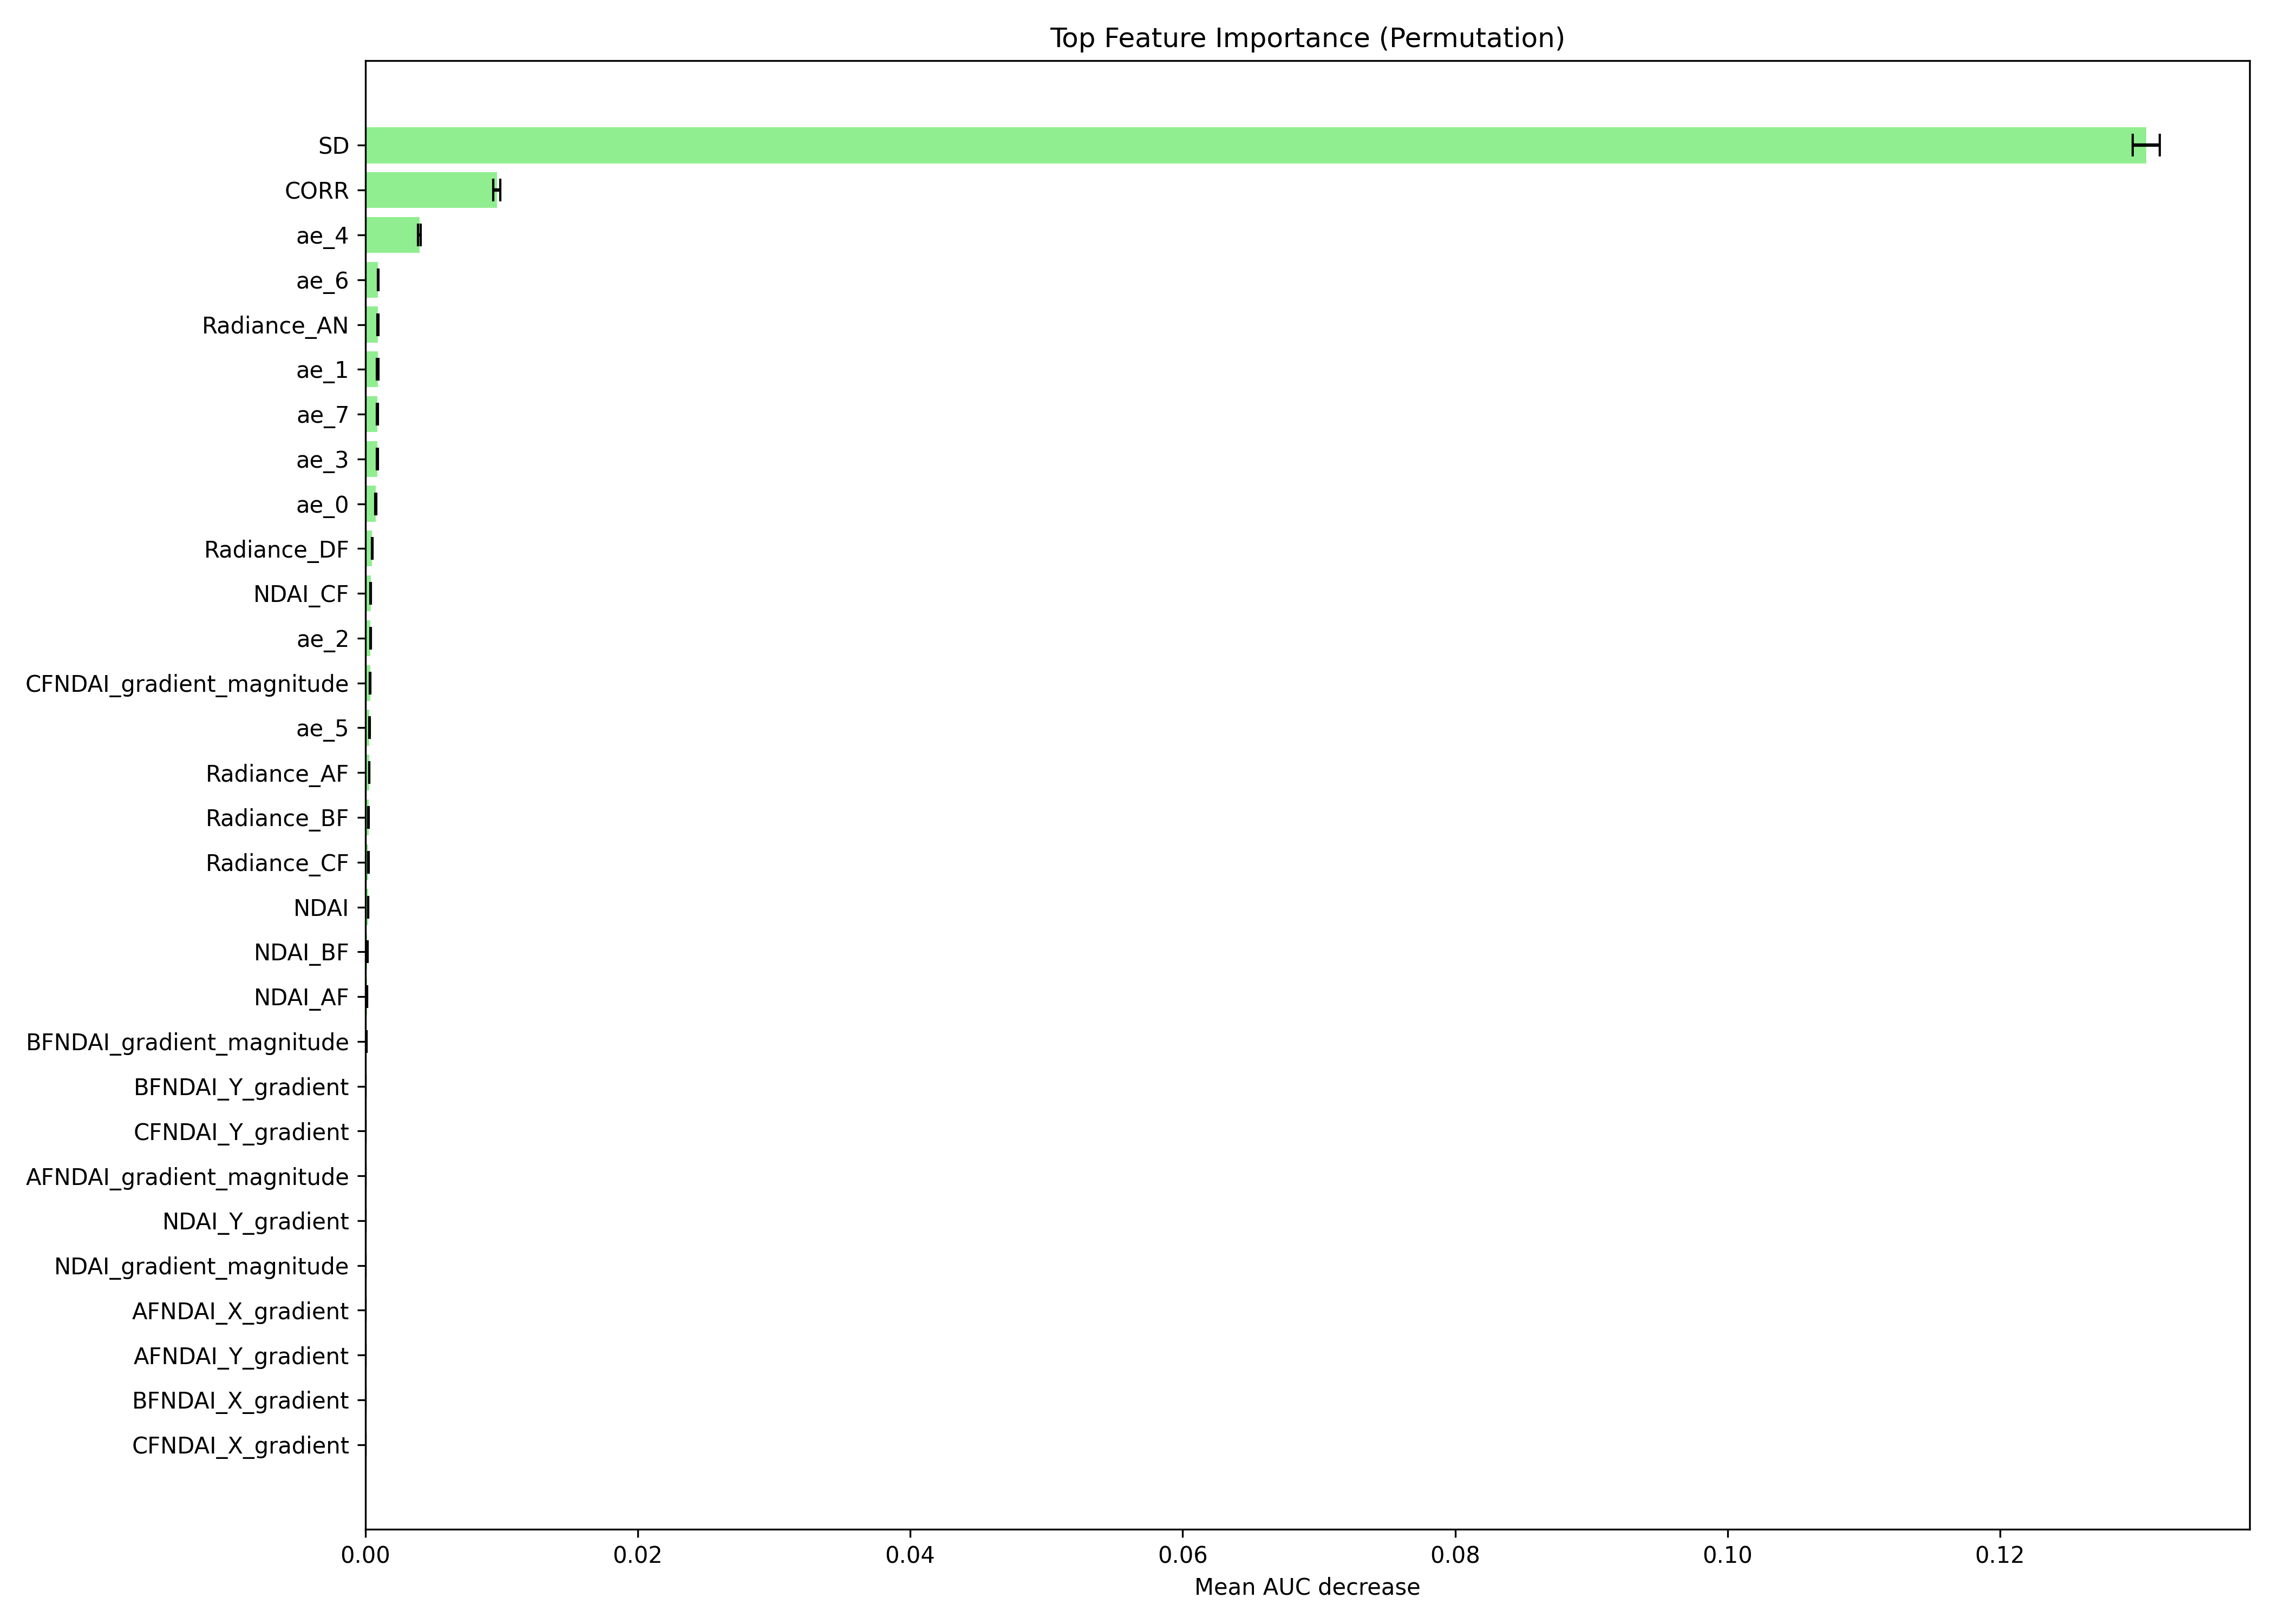 Top Feature Importance (Permutation)
SD
CORR
ae_4
ae_6
Radiance_AN
ae_1
ae_7
ae_3
ae_0
Radiance_DF
NDAI_CF
ae_2
CFNDAI_gradient_magnitude
ae_5
Radiance_AF
Radiance_BF
Radiance_CF
NDAI
NDAI_BF
NDAI_AF
BFNDAI_gradient_magnitude
BFNDAI_Y_gradient
CFNDAI_Y_gradient
AFNDAI_gradient_magnitude
NDAI_Y_gradient
NDAI_gradient_magnitude
AFNDAI_X_gradient
AFNDAI_Y_gradient
BFNDAI_X_gradient
CFNDAI_X_gradient
0.00 0.02 0.04 0.06 0.08 0.10 0.12
Mean AUC decrease